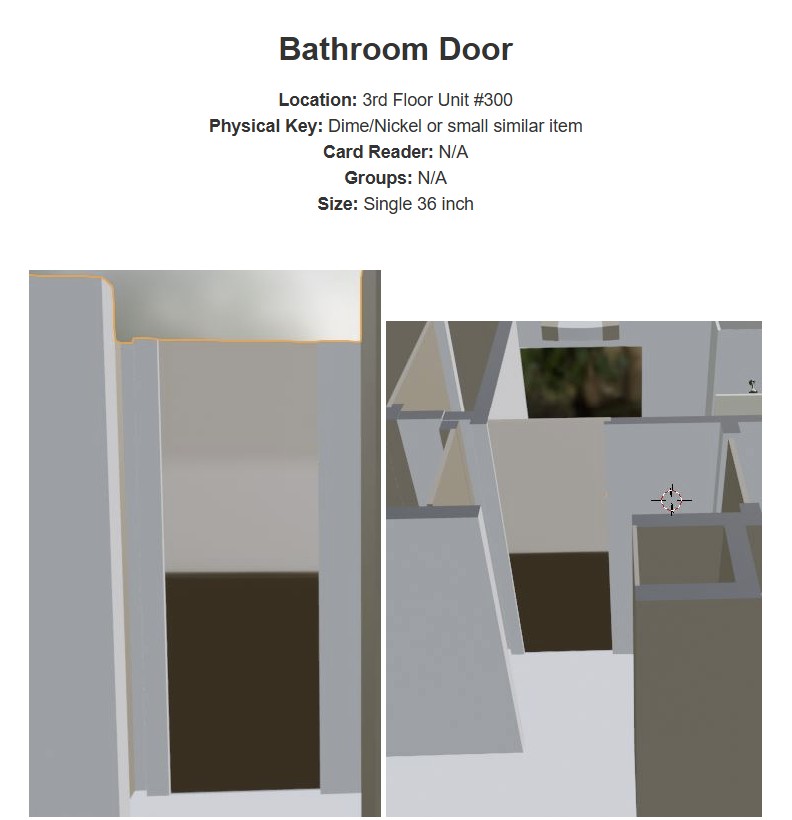 Bathroom Door
Location: 3rd Floor Unit #300
Physical Key: Dime/Nickel or small similar item
Card Reader: N/A
Groups: N/A
Size: Single 36 inch